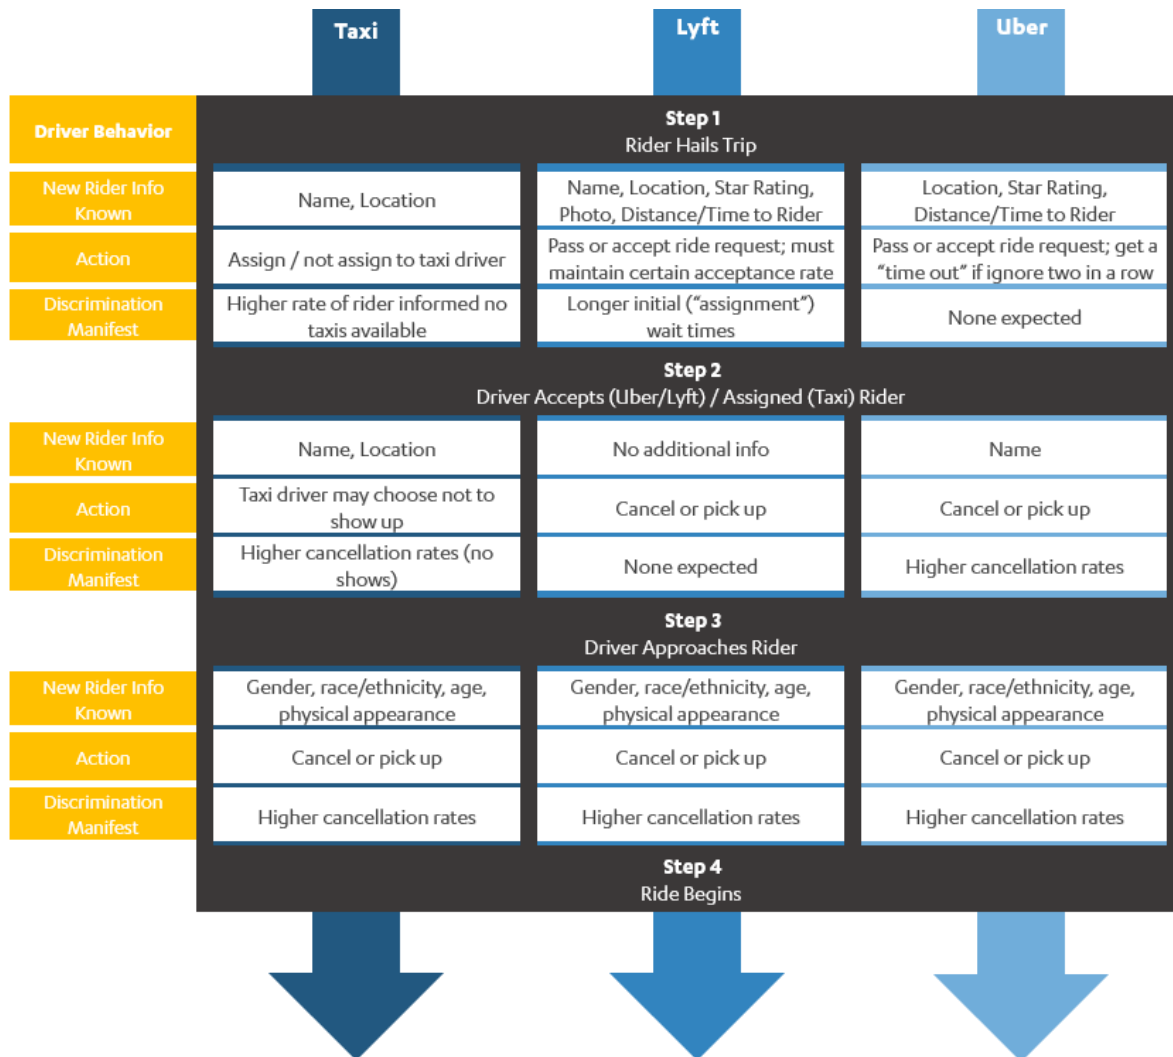 Taxi
Lyft
Uber
Driver Behavior
Step 1
Rider Hails Trip
New Rider Info
Known
Name, Location
Name, Location, Star Rating,
Photo, Distance/Time to Rider
Location, Star Rating,
Distance/Time to Rider
Action
Assign / not assign to taxi driver
Pass or accept ride request; must
maintain certain acceptance rate
Pass or accept ride request; get a
“time out” if ignore two in a row
Discrimination
Manifest
Higher rate of rider informed no
taxis available
Longer initial (“assignment”)
wait times
None expected
Step 2
Driver Accepts (Uber/Lyft) / Assigned (Taxi) Rider
New Rider Info
Known
Name, Location
No additional info
Name
Action
Taxi driver may choose not to
show up
Cancel or pick up
Cancel or pick up
Discrimination
Manifest
Higher cancellation rates (no
shows)
None expected
Higher cancellation rates
Step 3
Driver Approaches Rider
New Rider Info
Known
Gender, race/ethnicity, age,
physical appearance
Gender, race/ethnicity, age,
physical appearance
Gender, race/ethnicity, age,
physical appearance
Action
Cancel or pick up
Cancel or pick up
Cancel or pick up
Discrimination
Manifest
Higher cancellation rates
Higher cancellation rates
Higher cancellation rates
Step 4
Ride Begins